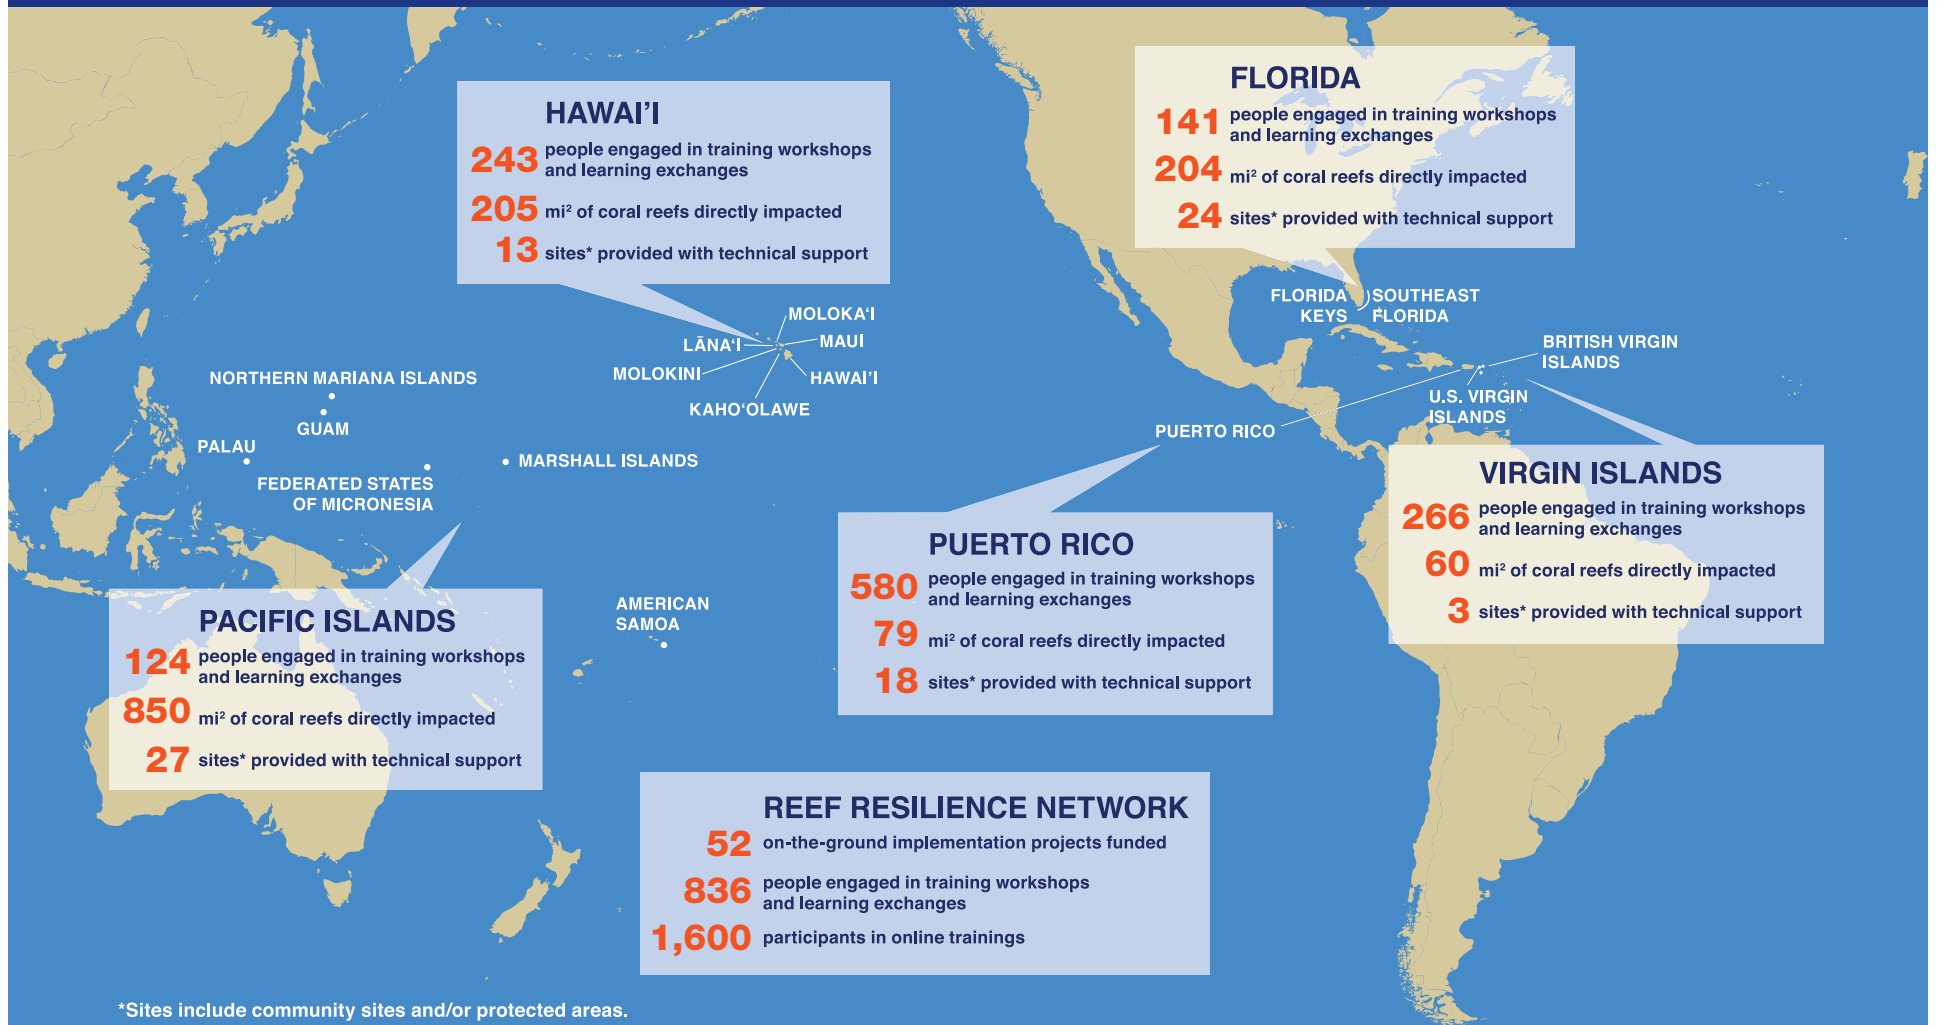 HAWAI'I
243 people engaged in training workshops
and learning exchanges
205 mi² of coral reefs directly impacted
13 sites* provided with technical support
FLORIDA
141 people engaged in training workshops
and learning exchanges
204 mi² of coral reefs directly impacted
24 sites* provided with technical support
FLORIDA
KEYS
SOUTHEAST
FLORIDA
MOLOKA‘I
LĀNA‘I
MAUI
MOLOKINI
HAWAI'I
KAHO‘OLAWE
BRITISH VIRGIN
ISLANDS
U.S. VIRGIN
ISLANDS
PUERTO RICO
NORTHERN MARIANA ISLANDS
GUAM
PALAU
MARSHALL ISLANDS
FEDERATED STATES
OF MICRONESIA
VIRGIN ISLANDS
266 people engaged in training workshops
and learning exchanges
60 mi² of coral reefs directly impacted
3 sites* provided with technical support
PUERTO RICO
580 people engaged in training workshops
and learning exchanges
79 mi² of coral reefs directly impacted
18 sites* provided with technical support
AMERICAN
SAMOA
PACIFIC ISLANDS
124 people engaged in training workshops
and learning exchanges
850 mi² of coral reefs directly impacted
27 sites* provided with technical support
REEF RESILIENCE NETWORK
52 on-the-ground implementation projects funded
836 people engaged in training workshops
and learning exchanges
1,600 participants in online trainings
*Sites include community sites and/or protected areas.